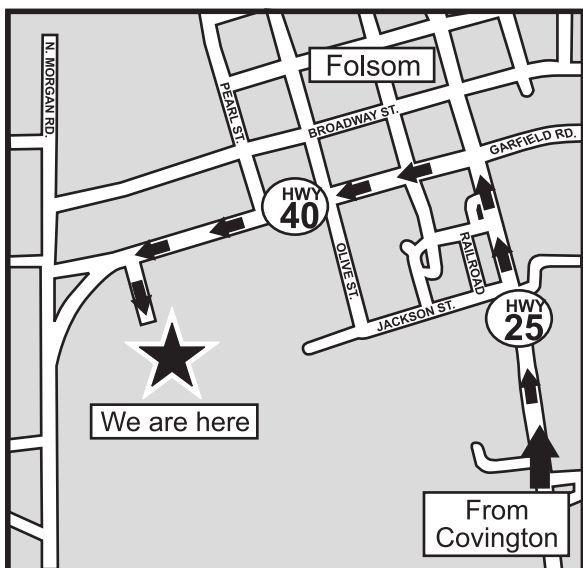 N. MORGAN RD.
Folsom
PEARL ST.
BROADWAY ST.
GARFIELD RD.
HWY
40
OLIVE ST.
RAILROAD
JACKSON ST.
HWY
25
We are here
From
Covington